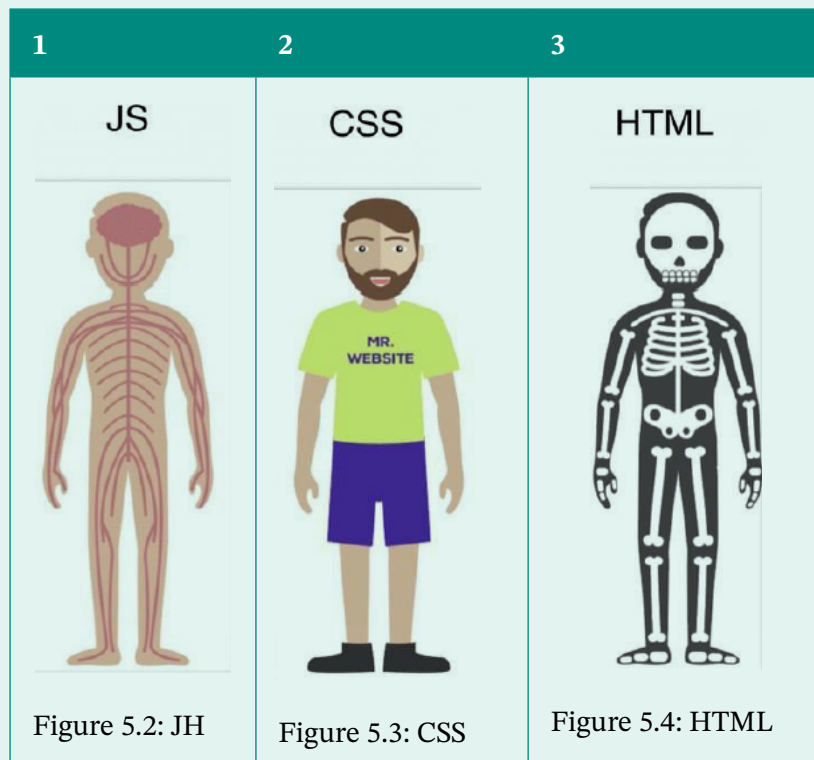 1
2
3
JS
CSS
HTML
MR.
WEBSITE
Figure 5.2: JH
Figure 5.3: CSS
Figure 5.4: HTML